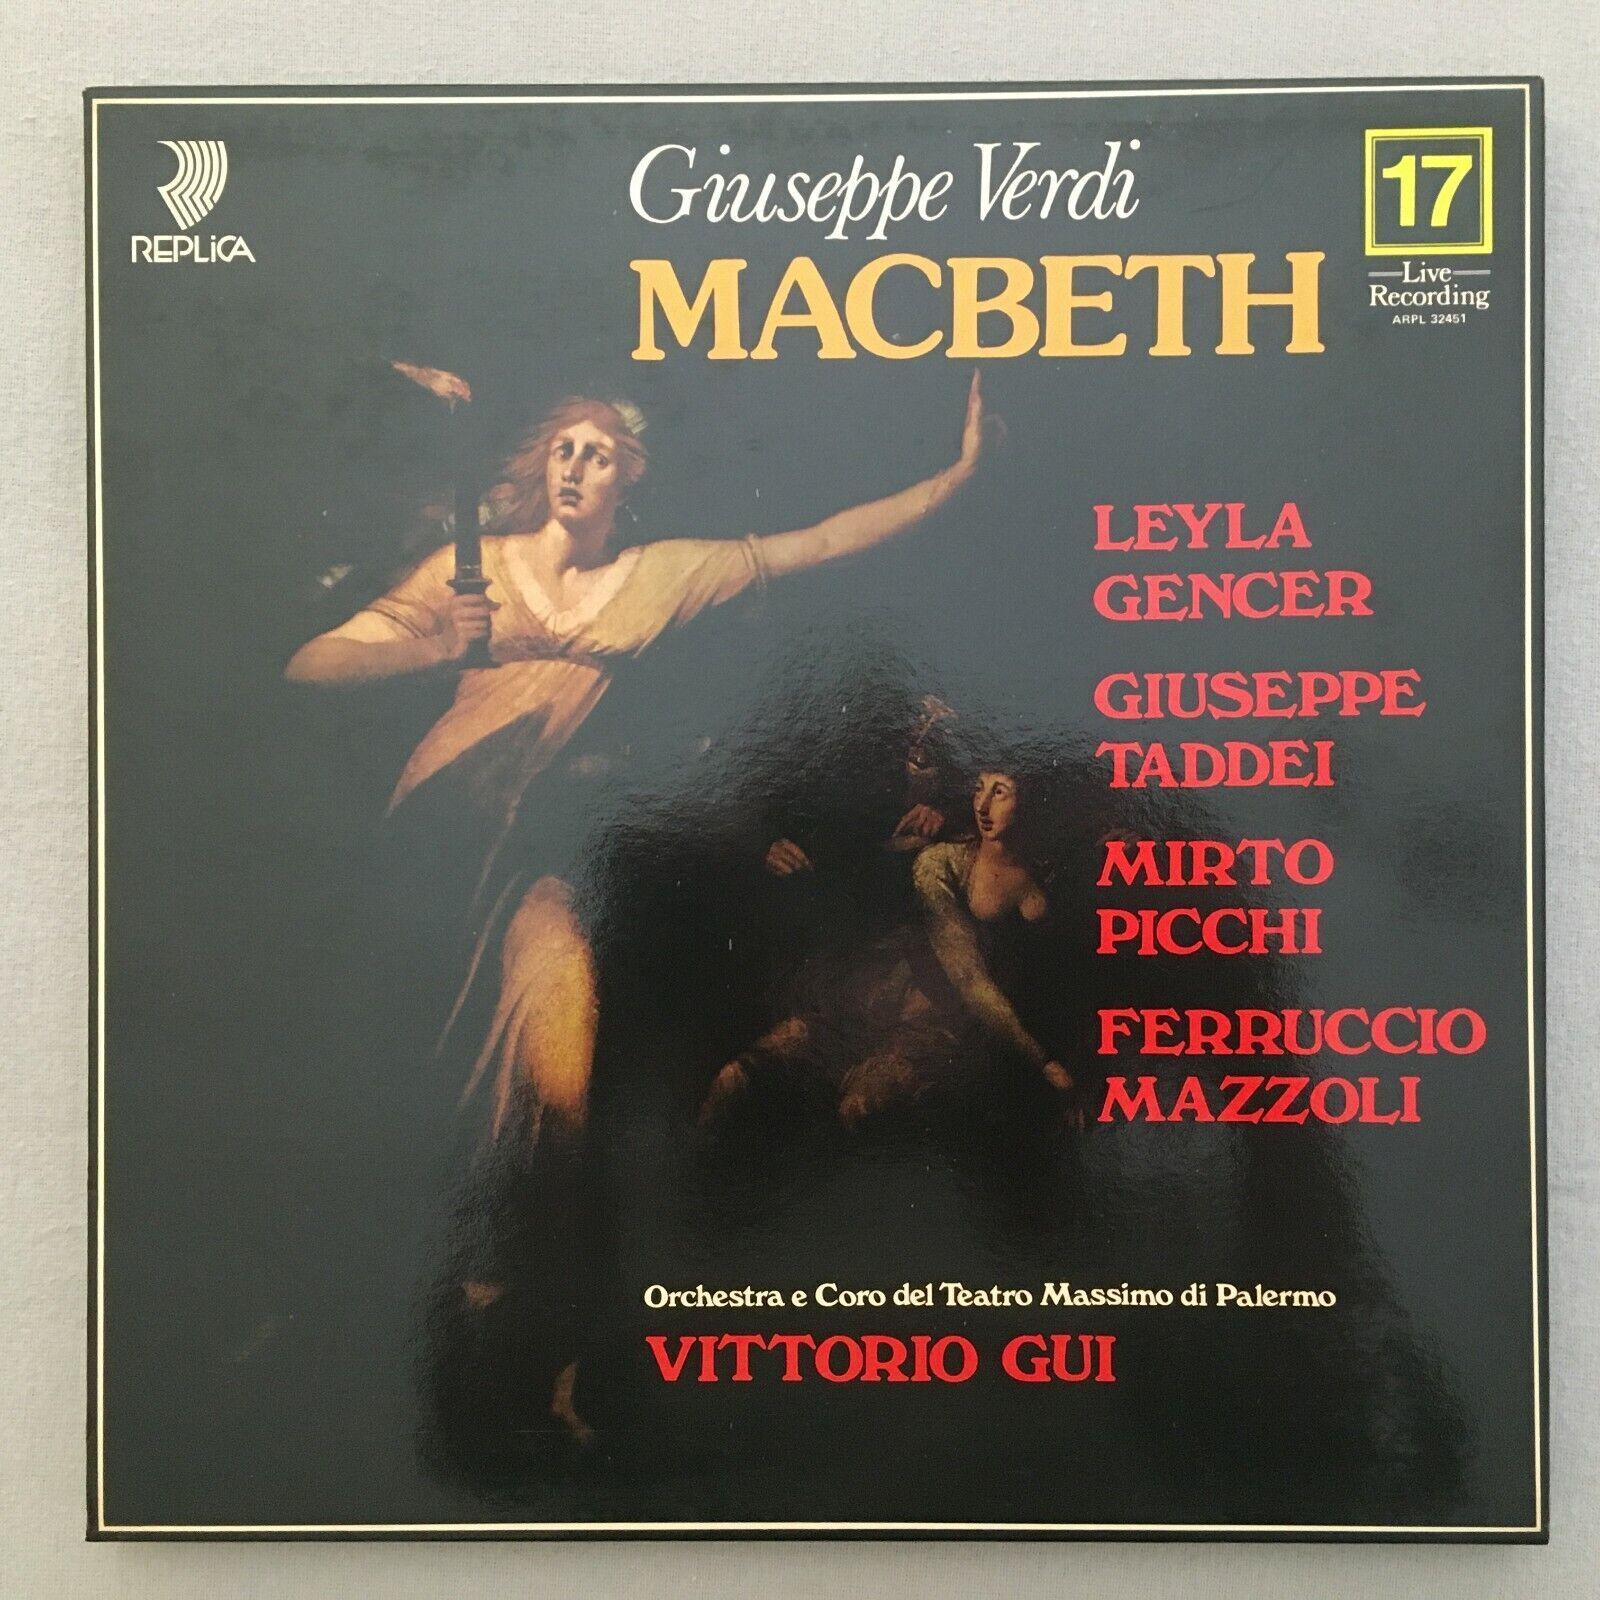 REPLiCA
Giuseppe Verdi
MACBETH
17
Live
Recording
ARPL 32451
LEYLA
GENCER
GIUSEPPE
TADDEI
MIRTO
PICCHI
FERRUCCIO
MAZZOLI
Orchestra e Coro del Teatro Massimo di Palermo
VITTORIO GUI